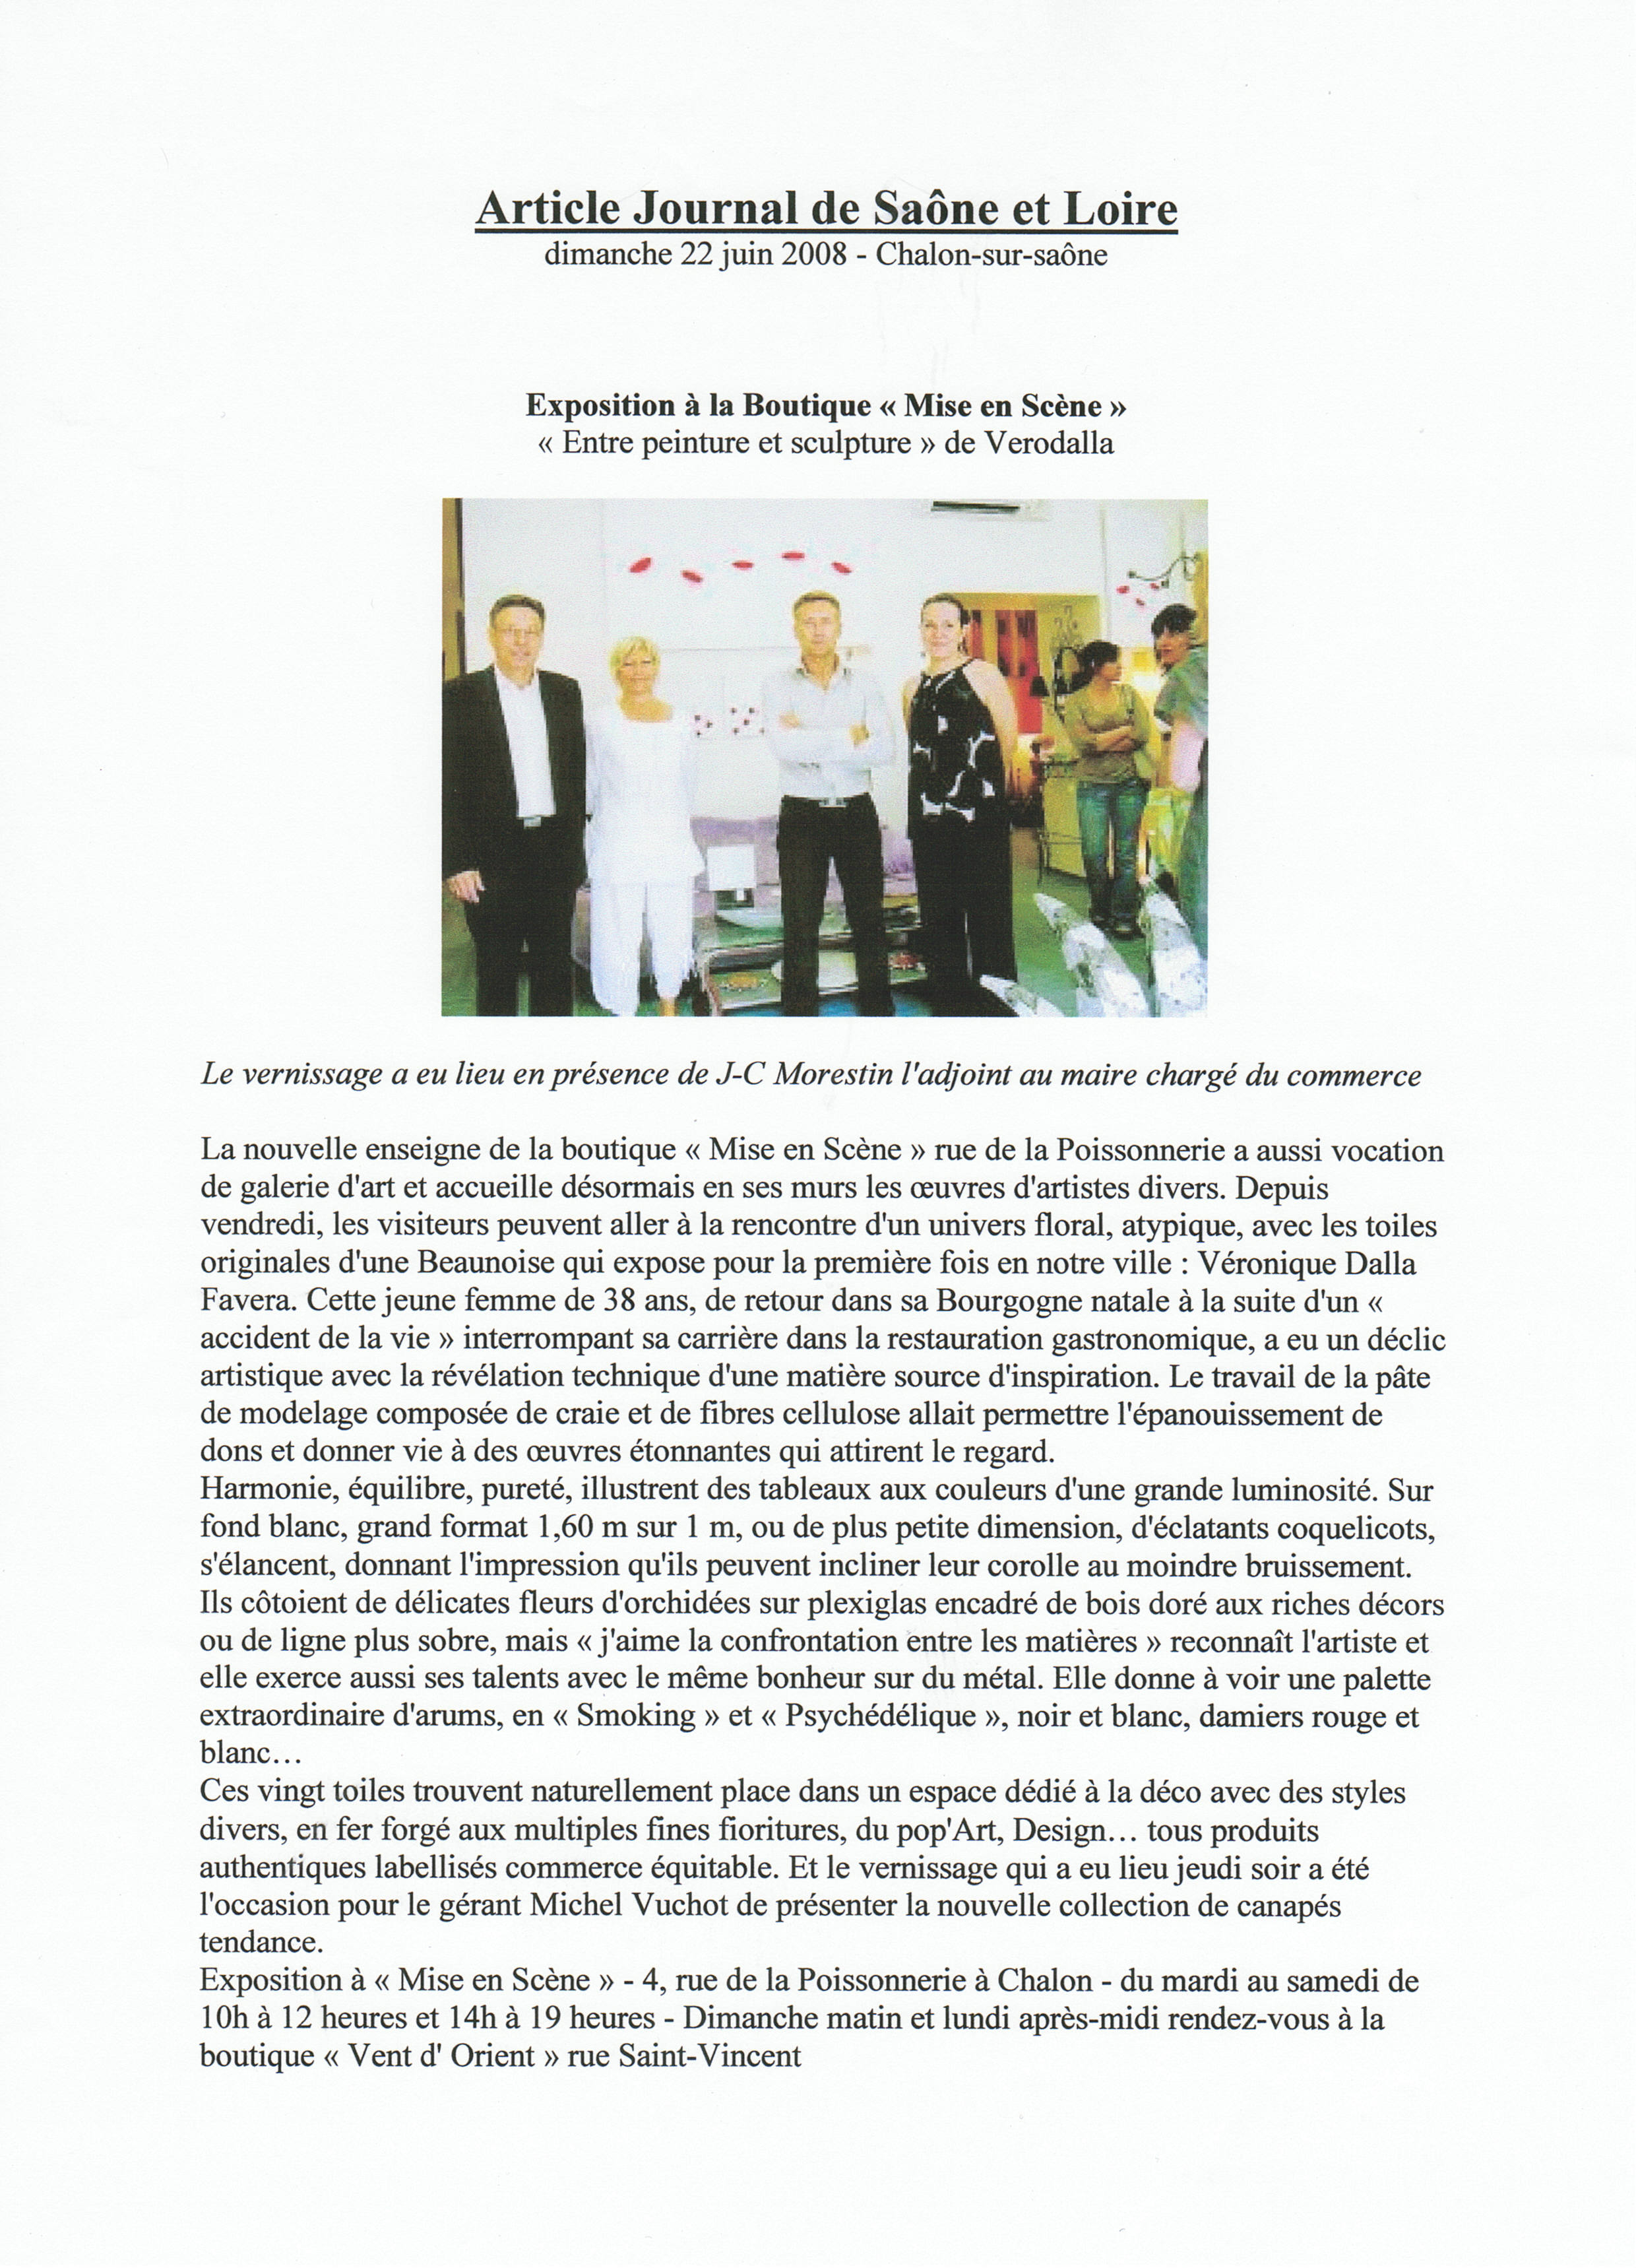 Article Journal de Saône et Loire
dimanche 22 juin 2008 - Chalon-sur-saône
Exposition à la Boutique « Mise en Scène »
« Entre peinture et sculpture » de Verodalla
Le vernissage a eu lieu en présence de J-C Morestin l'adjoint au maire chargé du commerce
La nouvelle enseigne de la boutique « Mise en Scène » rue de la Poissonnerie a aussi vocation
de galerie d'art et accueille désormais en ses murs les œuvres d'artistes divers. Depuis
vendredi, les visiteurs peuvent aller à la rencontre d'un univers floral, atypique, avec les toiles
originales d'une Beaunoise qui expose pour la première fois en notre ville : Véronique Dalla
Favera. Cette jeune femme de 38 ans, de retour dans sa Bourgogne natale à la suite d'un «
accident de la vie » interrompant sa carrière dans la restauration gastronomique, a eu un déclic
artistique avec la révélation technique d'une matière source d'inspiration. Le travail de la pâte
de modelage composée de craie et de fibres cellulose allait permettre l'épanouissement de
dons et donner vie à des œuvres étonnantes qui attirent le regard.
Harmonie, équilibre, pureté, illustrent des tableaux aux couleurs d'une grande luminosité. Sur
fond blanc, grand format 1,60 m sur 1 m, ou de plus petite dimension, d'éclatants coquelicots,
s'élancent, donnant l'impression qu'ils peuvent incliner leur corolle au moindre bruissement.
Ils côtoient de délicates fleurs d'orchidées sur plexiglas encadré de bois doré aux riches décors
ou de ligne plus sobre, mais « j'aime la confrontation entre les matières » reconnaît l'artiste et
elle exerce aussi ses talents avec le même bonheur sur du métal. Elle donne à voir une palette
extraordinaire d'arums, en « Smoking » et « Psychédélique », noir et blanc, damiers rouge et
blanc…
Ces vingt toiles trouvent naturellement place dans un espace dédié à la déco avec des styles
divers, en fer forgé aux multiples fines fioritures, du pop'Art, Design… tous produits
authentiques labellisés commerce équitable. Et le vernissage qui a eu lieu jeudi soir a été
l'occasion pour le gérant Michel Vuchot de présenter la nouvelle collection de canapés
tendance.
Exposition à « Mise en Scène » - 4, rue de la Poissonnerie à Chalon - du mardi au samedi de
10h à 12 heures et 14h à 19 heures - Dimanche matin et lundi après-midi rendez-vous à la
boutique « Vent d' Orient » rue Saint-Vincent